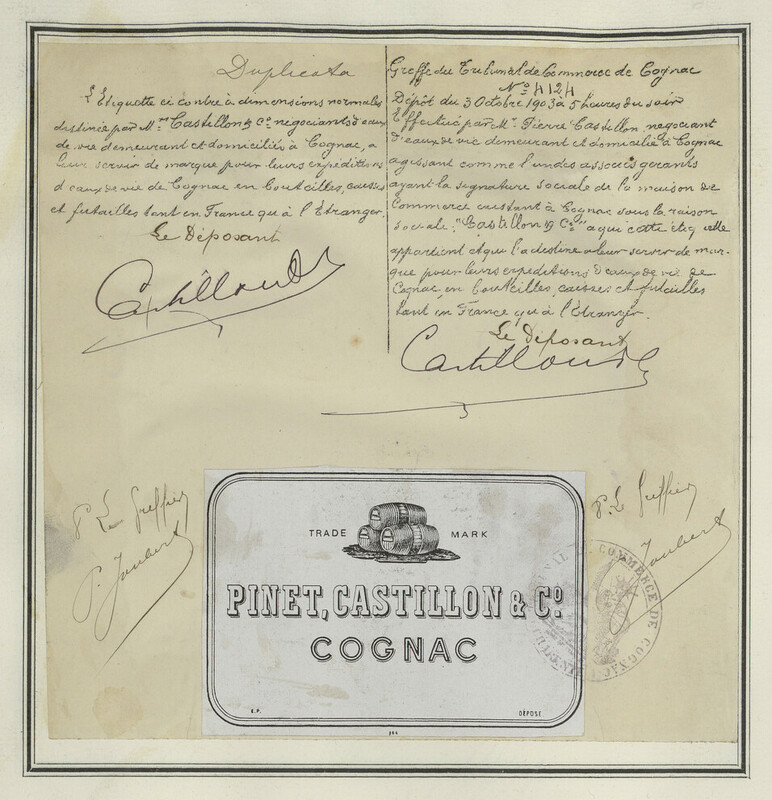 Duplicata
L'Etiquette ci contre à dimensions normales
destinée par Mrs Castillon & Co négociants d'eaux
de vie demeurant et domiciliés à Cognac, a
leur servir de marque pour leurs expéditions
d'eaux de vie de Cognac, en bouteilles, caisses
et futailles tant en France qu'à l'Etranger.
Le Déposant
Greffe du Tribunal de Commerce de Cognac
No 4124
Dépôt du 3 Octobre 1903 à 5 heures du soir
Effectué par Mr Pierre Castillon, négociant
d'eaux de vie demeurant et domicilié à Cognac
agissant comme l'un des associés gérants
ayant la signature sociale de la maison de
Commerce existant à Cognac sous la raison
sociale: "Castillon & Co" a qui cette étiquette
appartient et qui l'a destine a leur servir de mar-
que pour leurs expéditions d'eaux de vie de
Cognac, en bouteilles, caisses et futailles
tant en France qu'à l'Etranger.
Le Déposant
P. Le Greffier
P. Joubert
P. Le Greffier
Joubert
TRADE MARK
PINET, CASTILLON & Co.
COGNAC
E.P. DÉPOSÉ
COMMERCE DE COGNAC